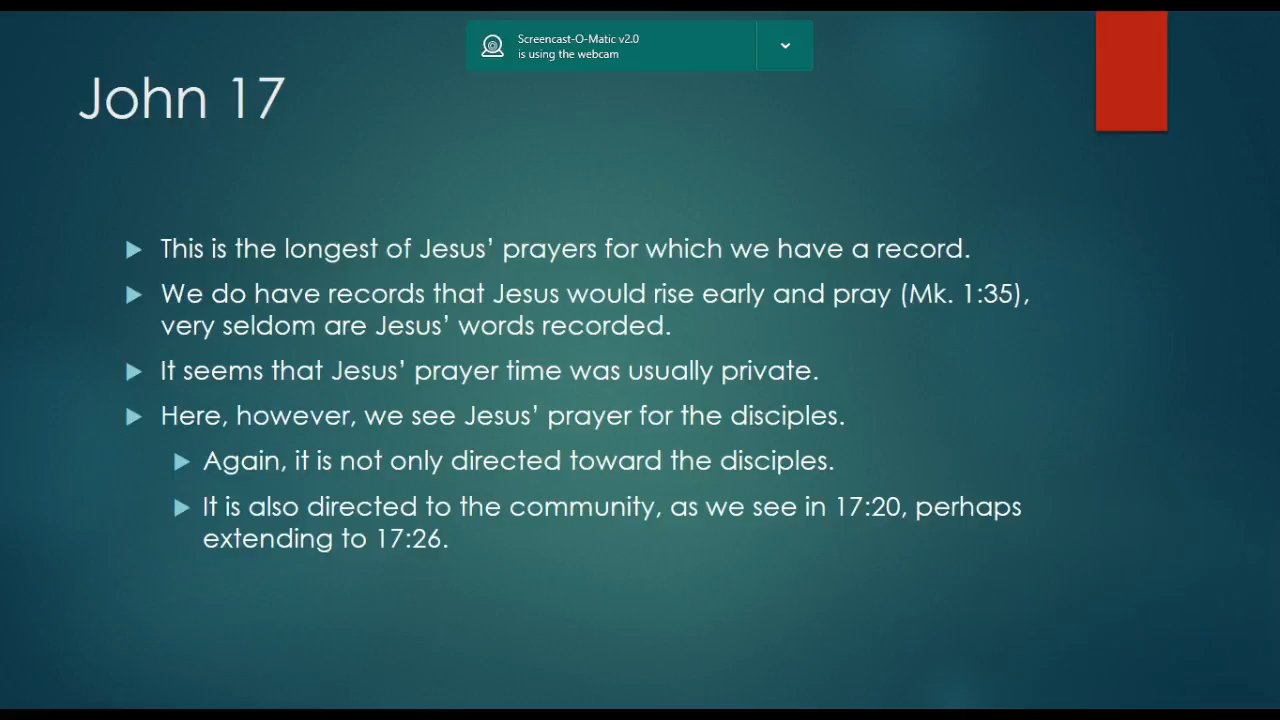 Screencast-O-Matic v2.0
is using the webcam
John 17
This is the longest of Jesus’ prayers for which we have a record.
We do have records that Jesus would rise early and pray (Mk. 1:35),
very seldom are Jesus’ words recorded.
It seems that Jesus’ prayer time was usually private.
Here, however, we see Jesus’ prayer for the disciples.
Again, it is not only directed toward the disciples.
It is also directed to the community, as we see in 17:20, perhaps
extending to 17:26.